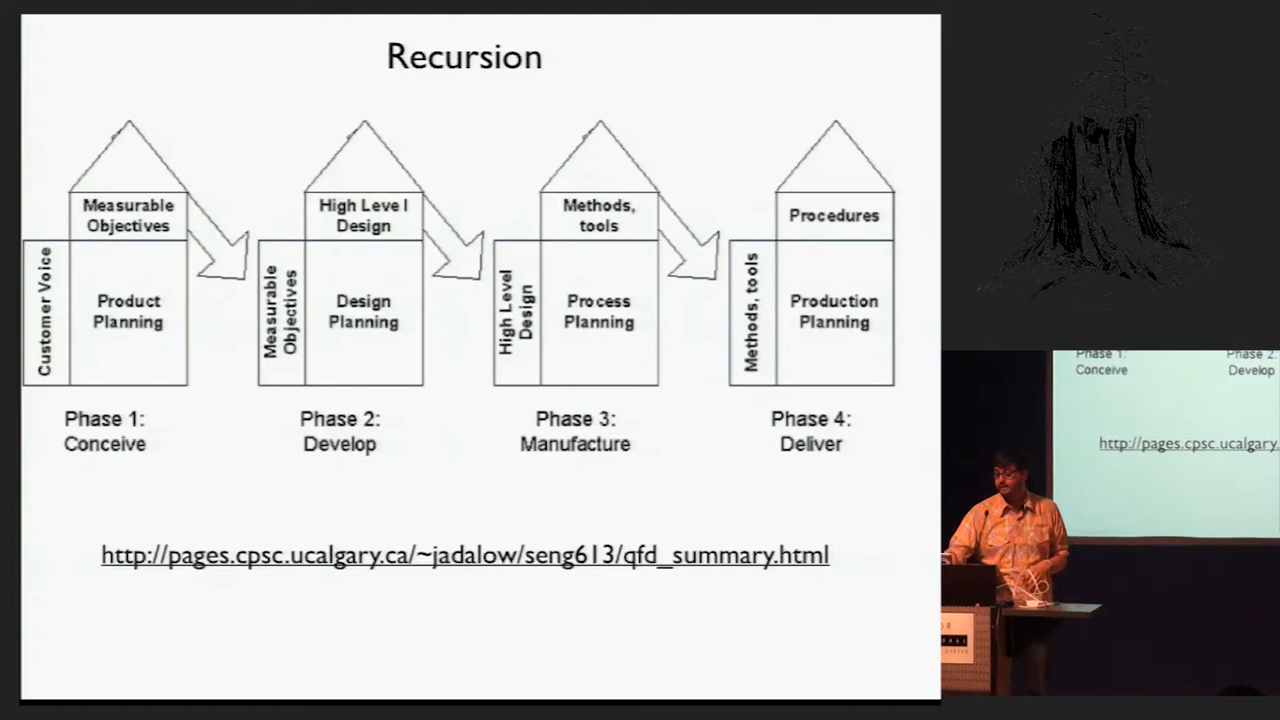 Recursion
Measurable
Objectives
Customer Voice
Product
Planning
Phase 1:
Conceive
High Level
Design
Measurable
Objectives
Design
Planning
Phase 2:
Develop
Methods,
tools
High Level
Design
Process
Planning
Phase 3:
Manufacture
Procedures
Methods, tools
Production
Planning
Phase 4:
Deliver
http://pages.cpsc.ucalgary.ca/~jadalow/seng613/qfd_summary.html
Phase 1:
Conceive
Phase 2:
Develop
http://pages.cpsc.ucalgary.